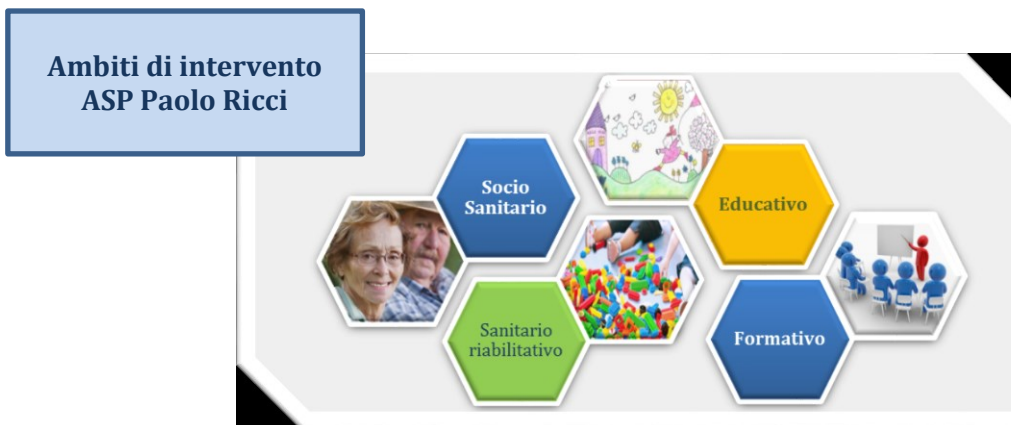 Ambiti di intervento
ASP Paolo Ricci
Socio
Sanitario
Educativo
Sanitario
riabilitativo
Formativo